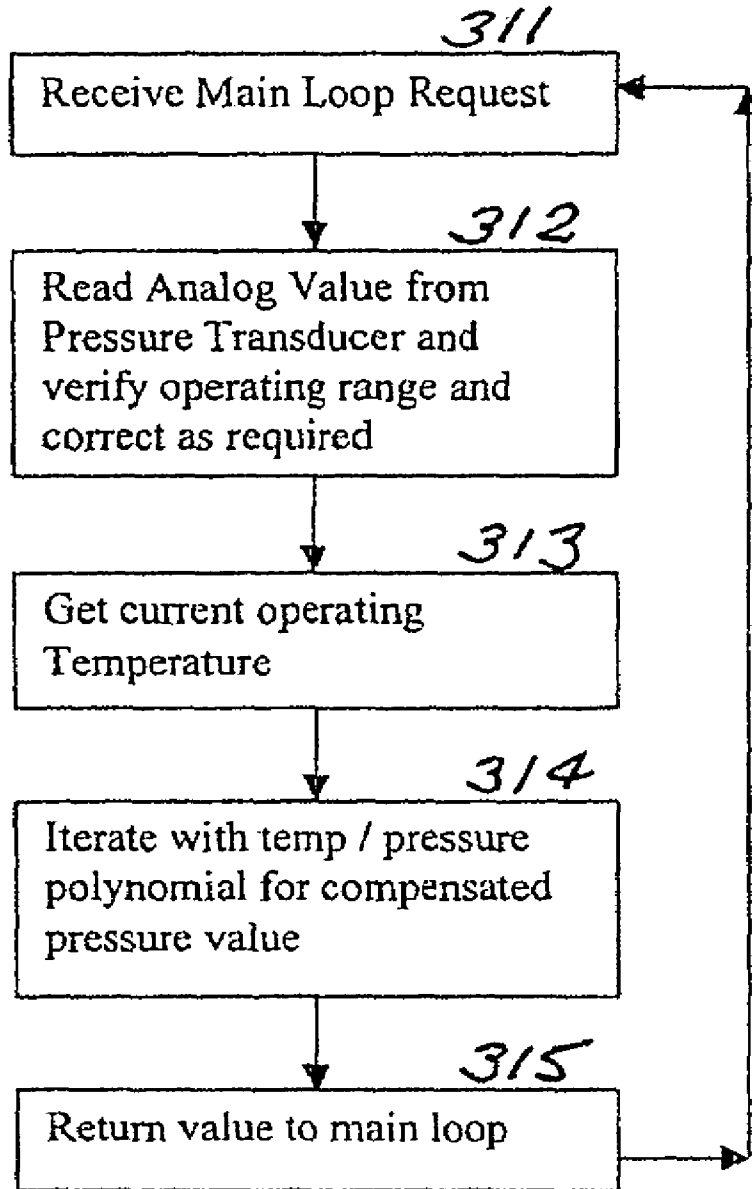 311
Receive Main Loop Request
312
Read Analog Value from
Pressure Transducer and
verify operating range and
correct as required
313
Get current operating
Temperature
314
Iterate with temp / pressure
polynomial for compensated
pressure value
315
Return value to main loop